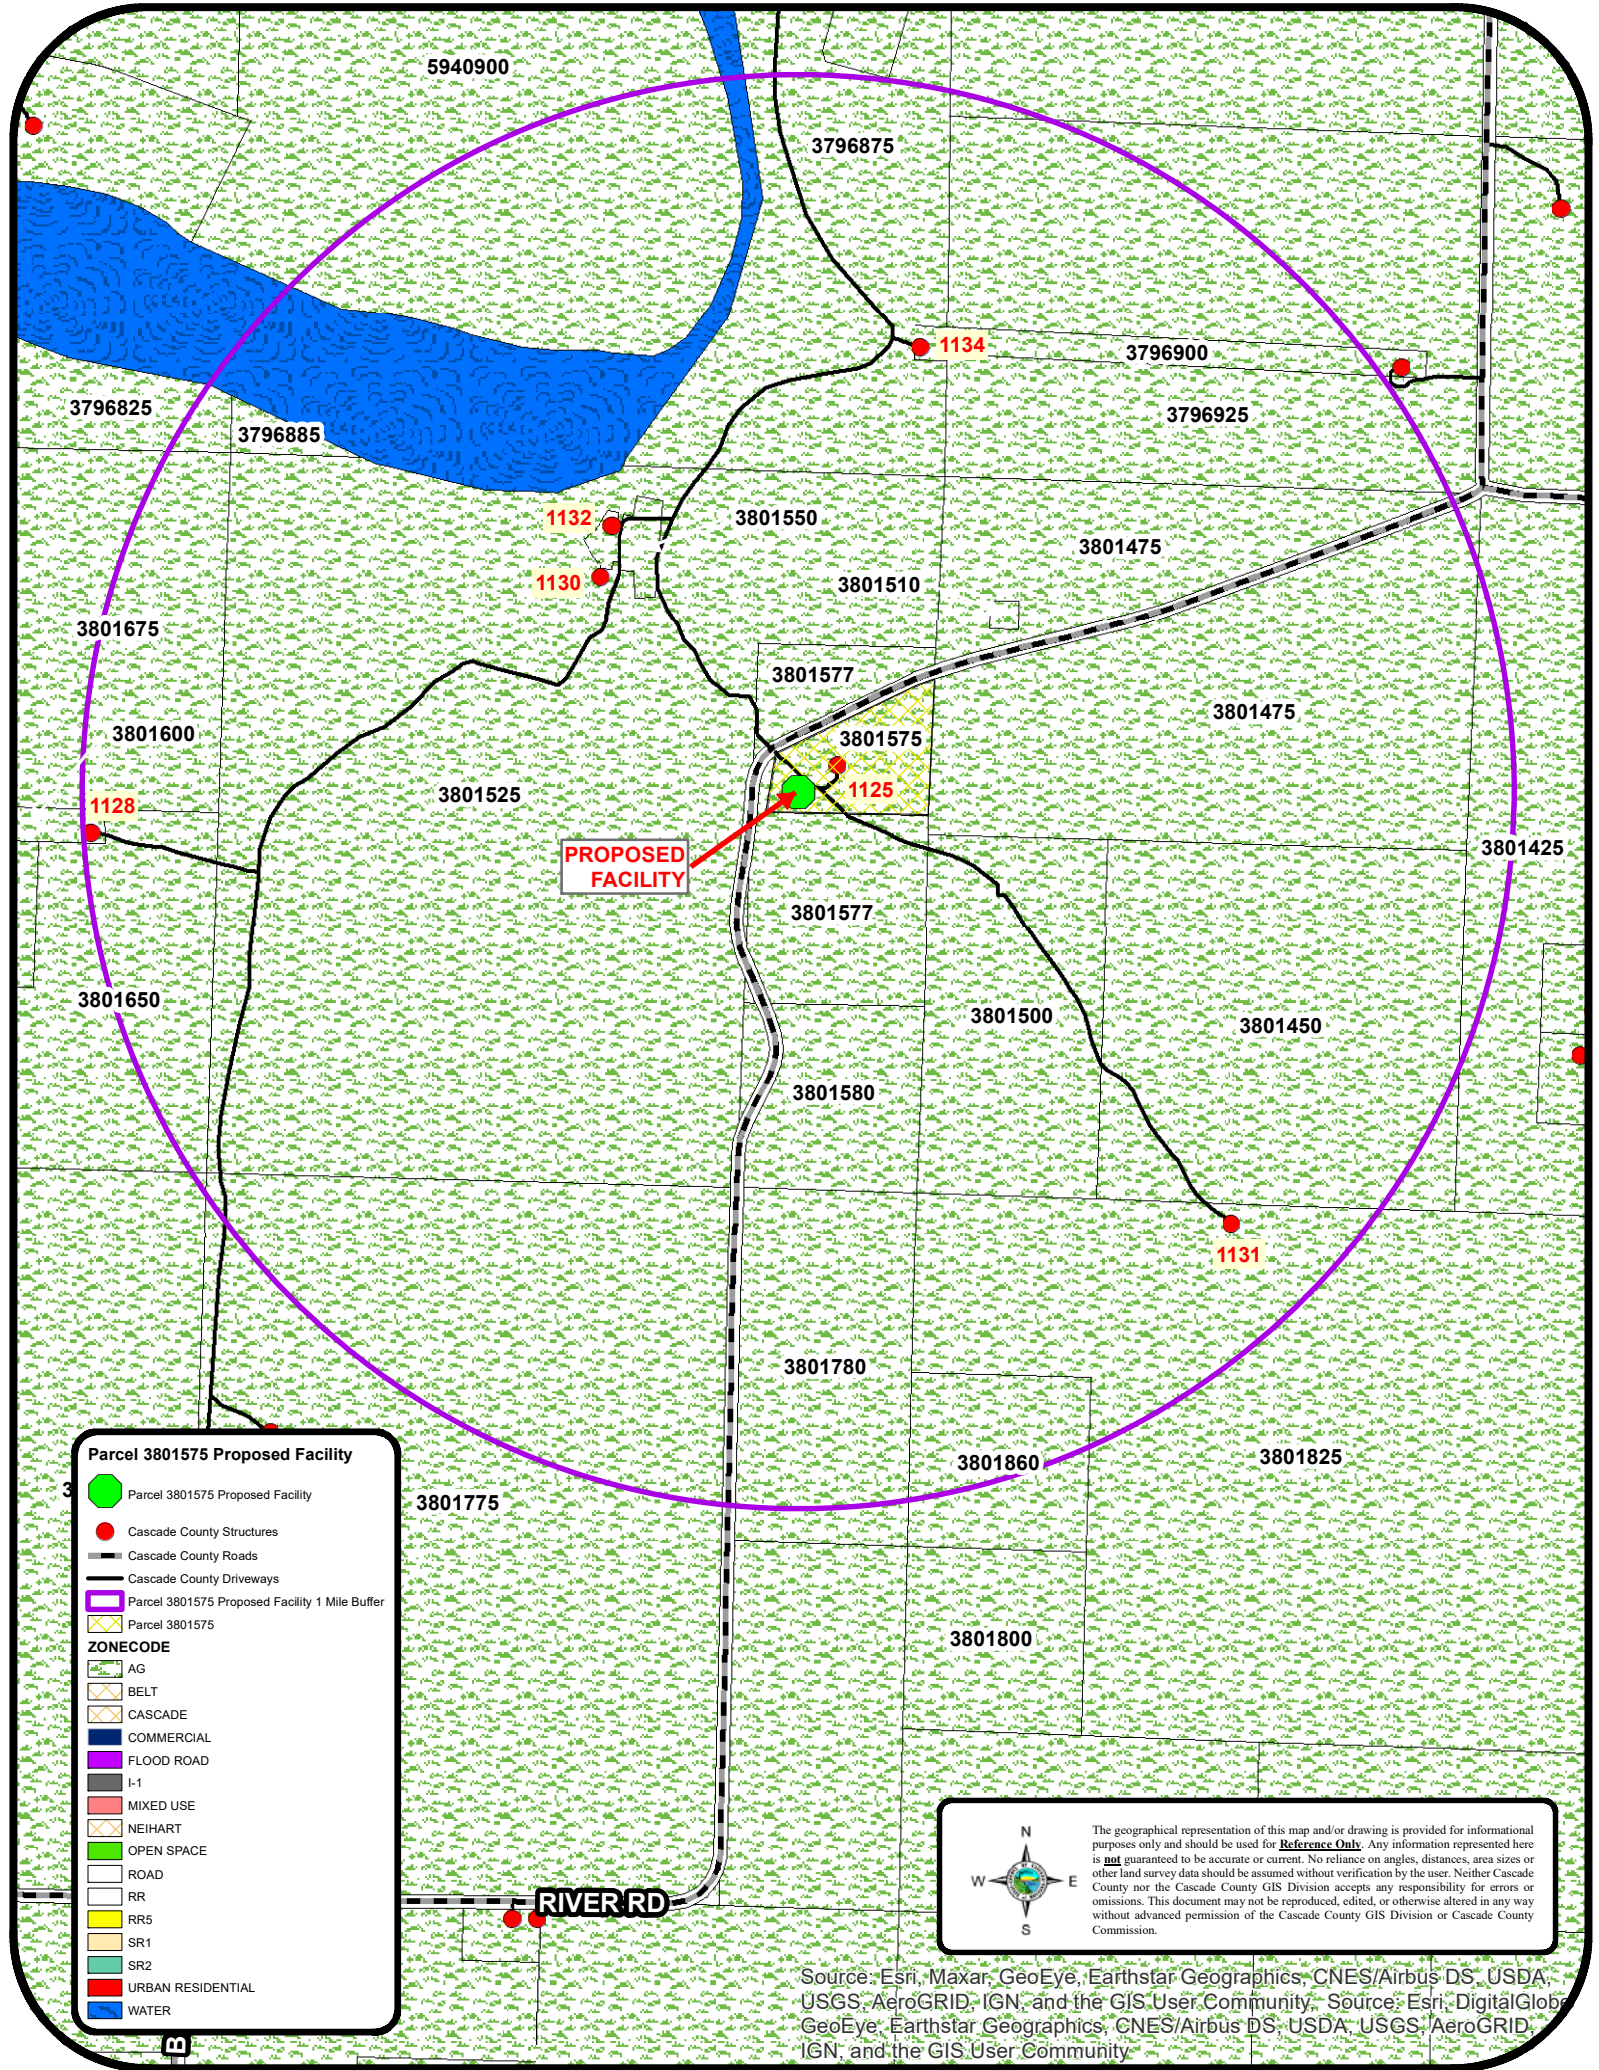 5940900
3796875
1134
3796900
3796825
3796925
3796885
1132
3801550
3801475
1130
3801510
3801675
3801577
3801475
3801600
3801575
1125
3801525
1128
PROPOSED
FACILITY
3801425
3801577
3801650
3801500
3801450
3801580
1131
3801780
3801860
3801825
3801775
3801800
RIVER RD
B
Parcel 3801575 Proposed Facility
Parcel 3801575 Proposed Facility
Cascade County Structures
Cascade County Roads
Cascade County Driveways
Parcel 3801575 Proposed Facility 1 Mile Buffer
Parcel 3801575
ZONECODE
AG
BELT
CASCADE
COMMERCIAL
FLOOD ROAD
I-1
MIXED USE
NEIHART
OPEN SPACE
ROAD
RR
RR5
SR1
SR2
URBAN RESIDENTIAL
WATER
N
W E
S
The geographical representation of this map and/or drawing is provided for informational
purposes only and should be used for Reference Only. Any information represented here
is not guaranteed to be accurate or current. No reliance on angles, distances, area sizes or
other land survey data should be assumed without verification by the user. Neither Cascade
County nor the Cascade County GIS Division accepts any responsibility for errors or
omissions. This document may not be reproduced, edited, or otherwise altered in any way
without advanced permission of the Cascade County GIS Division or Cascade County
Commission.
Source: Esri, Maxar, GeoEye, Earthstar Geographics, CNES/Airbus DS, USDA,
USGS, AeroGRID, IGN, and the GIS User Community, Source: Esri, DigitalGlobe
GeoEye, Earthstar Geographics, CNES/Airbus DS, USDA, USGS, AeroGRID,
IGN, and the GIS User Community